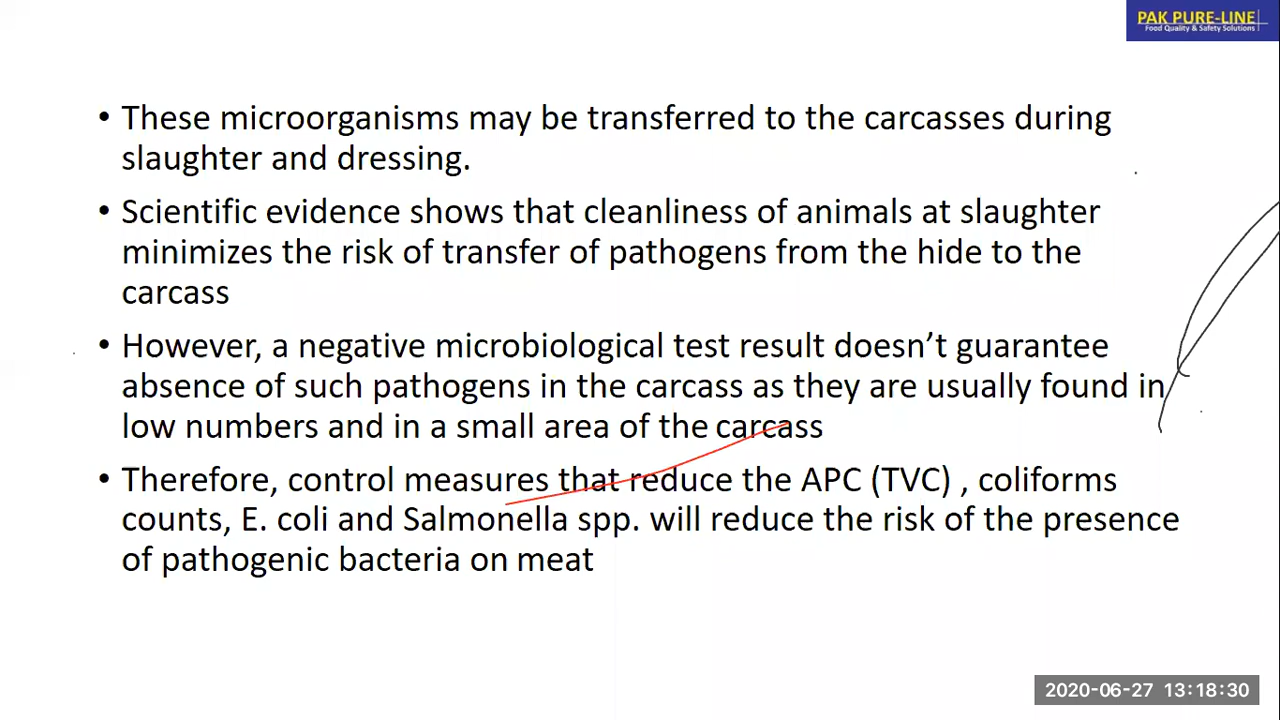 PAK PURE-LINE
Food Quality & Safety Solutions
• These microorganisms may be transferred to the carcasses during
slaughter and dressing.
• Scientific evidence shows that cleanliness of animals at slaughter
minimizes the risk of transfer of pathogens from the hide to the
carcass
• However, a negative microbiological test result doesn’t guarantee
absence of such pathogens in the carcass as they are usually found in
low numbers and in a small area of the carcass
• Therefore, control measures that reduce the APC (TVC) , coliforms
counts, E. coli and Salmonella spp. will reduce the risk of the presence
of pathogenic bacteria on meat
2020-06-27 13:18:30